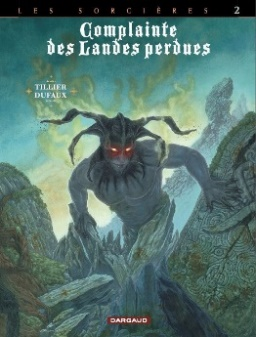 LES SORCIÈRES 2
Complainte
des Landes perdues
TILLIER
DUFAUX
DARGAUD